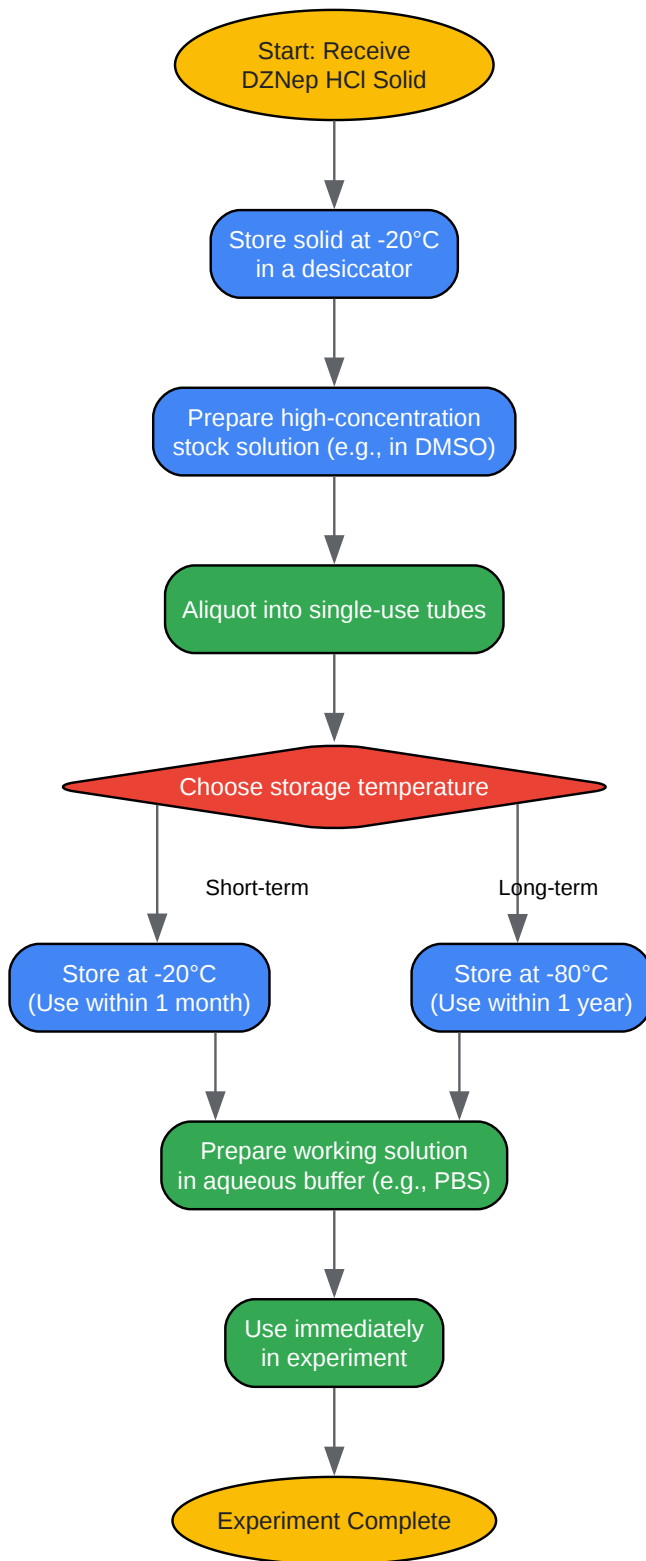 Start: Receive
DZNep HCl Solid
Store solid at -20°C
in a desiccator
Prepare high-concentration
stock solution (e.g., in DMSO)
Aliquot into single-use tubes
Choose storage temperature
Short-term
Long-term
Store at -20°C
(Use within 1 month)
Store at -80°C
(Use within 1 year)
Prepare working solution
in aqueous buffer (e.g., PBS)
Use immediately
in experiment
Experiment Complete